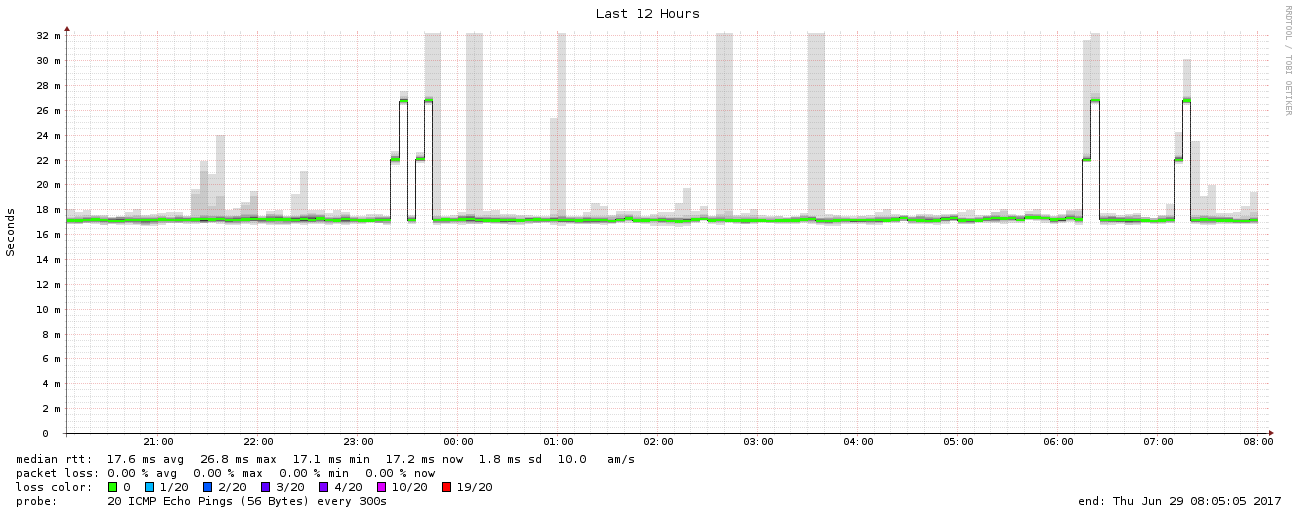 Last 12 Hours
RRDTOOL / TOBI OETIKER
Seconds
32 m
30 m
28 m
26 m
24 m
22 m
20 m
18 m
16 m
14 m
12 m
10 m
8 m
6 m
4 m
2 m
0
21:00 22:00 23:00 00:00 01:00 02:00 03:00 04:00 05:00 06:00 07:00 08:00
median rtt: 17.6 ms avg 26.8 ms max 17.1 ms min 17.2 ms now 1.8 ms sd 10.0 am/s
packet loss: 0.00 % avg 0.00 % max 0.00 % min 0.00 % now
loss color: 0 1/20 2/20 3/20 4/20 10/20 19/20
probe: 20 ICMP Echo Pings (56 Bytes) every 300s end: Thu Jun 29 08:05:05 2017